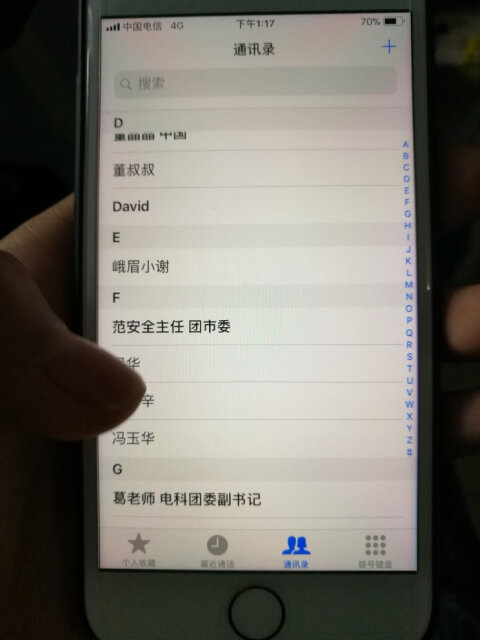 中国电信 4G 下午1:17 70%
通讯录 +
搜索
D
中国
董叔叔
David
E
峨眉小谢
F
范安全主任 团市委
华
辛
冯玉华
G
葛老师 电科团委副书记
A
B
C
D
E
F
G
H
I
J
K
L
M
N
O
P
Q
R
S
T
U
V
W
X
Y
Z
#
个人收藏 最近通话 通讯录 拨号键盘